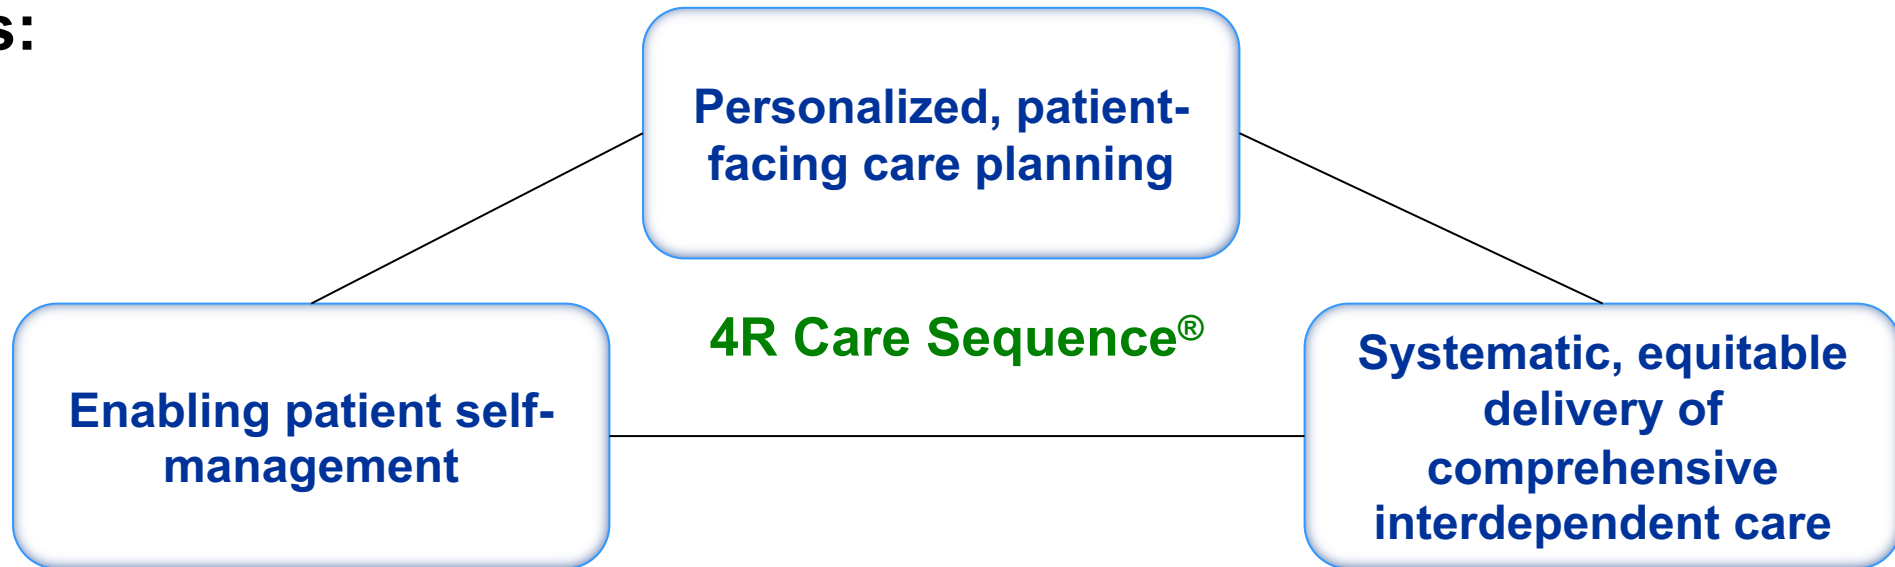 s:
Personalized, patient-
facing care planning
4R Care Sequence®
Enabling patient self-
management
Systematic, equitable
delivery of
comprehensive
interdependent care